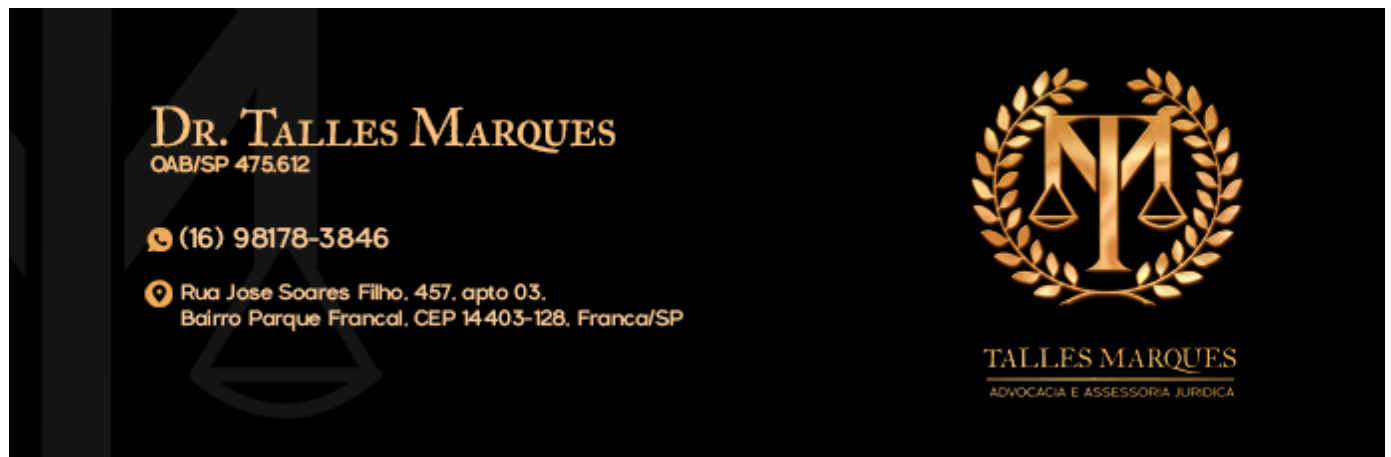 DR. TALLES MARQUES
OAB/SP 475.612
(16) 98178-3846
Rua Jose Soares Filho, 457, apto 03,
Bairro Parque Francal, CEP 14403-128, Franca/SP
TM
TALLES MARQUES
ADVOCACIA E ASSESSORIA JURIDICA